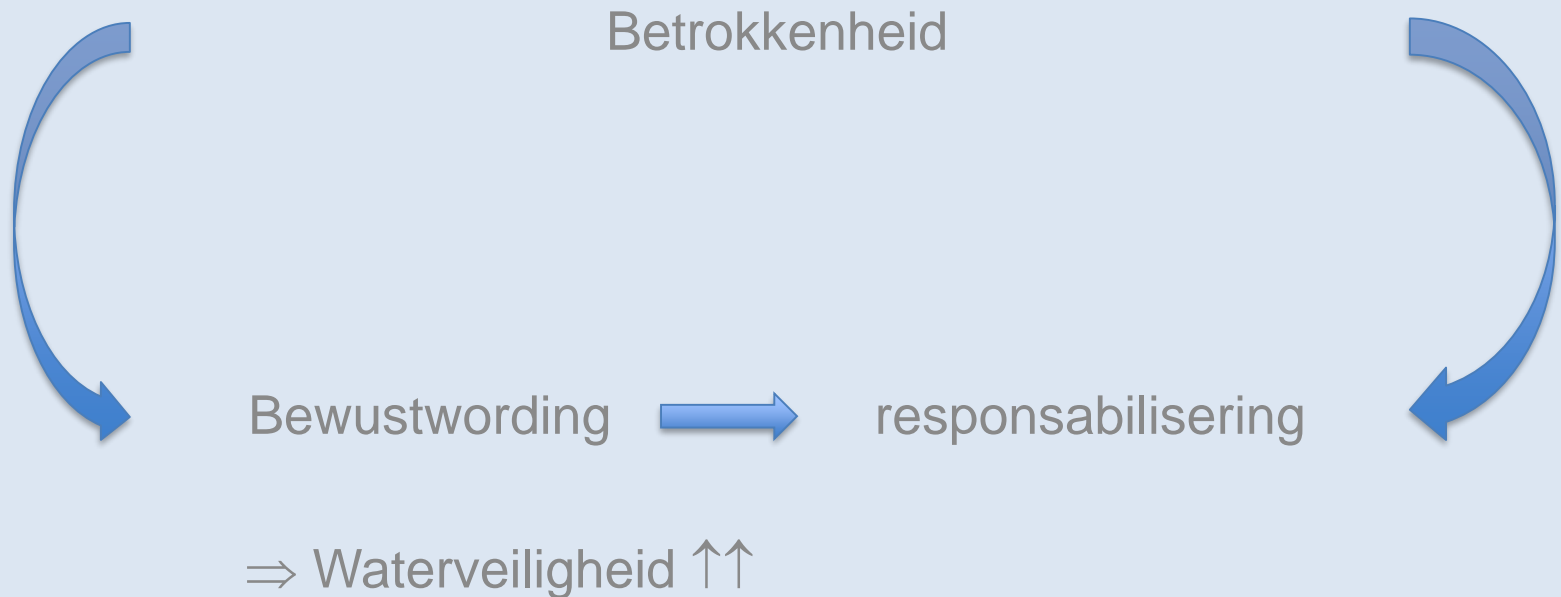 Betrokkenheid
Bewustwording responsabilisering
⇒ Waterveiligheid ↑↑